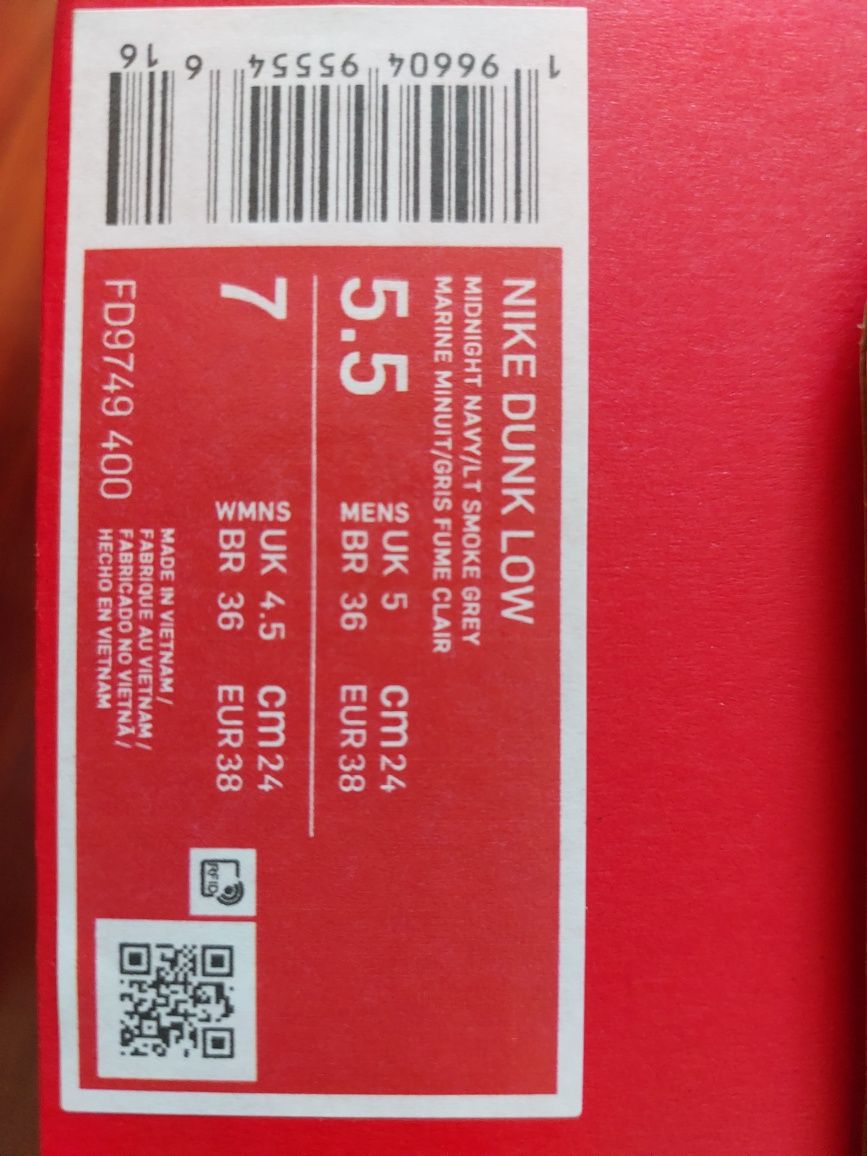 NIKE DUNK LOW
MIDNIGHT NAVY/LT SMOKE GREY
MARINE MINUIT/GRIS FUME CLAIR
5.5
MENS UK 5 cm 24
BR 36 EUR 38
7
WMNS UK 4.5 cm 24
BR 36 EUR 38
FD9749 400
MADE IN VIETNAM /
FABRIQUE AU VIETNAM /
FABRICADO NO VIETNÃ /
HECHO EN VIETNAM
RFID
1 96604 95554 6 16